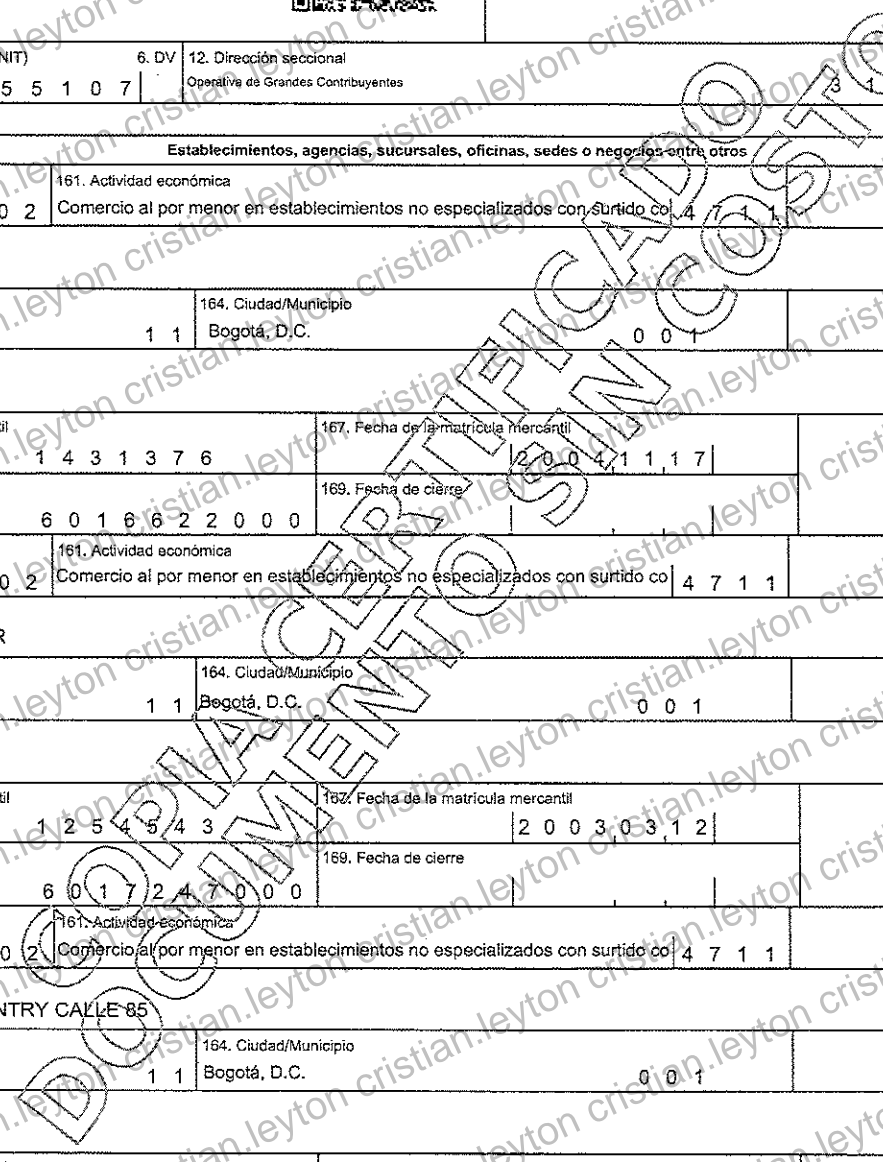 NIT) 6. DV 12. Dirección seccional
5 5 1 0 7 Operativa de Grandes Contribuyentes 3 1
Establecimientos, agencias, sucursales, oficinas, sedes o negocios entre otros
161. Actividad económica
0 2 Comercio al por menor en establecimientos no especializados con surtido co 4 7 1 1
164. Ciudad/Municipio
1 1 Bogotá, D.C. 0 0 1
til 167. Fecha de la matrícula mercantil
1 4 3 1 3 7 6 2 0 0 4 1 1 1 7
169. Fecha de cierre
6 0 1 6 6 2 2 0 0 0
161. Actividad económica
0 2 Comercio al por menor en establecimientos no especializados con surtido co 4 7 1 1
R
164. Ciudad/Municipio
1 1 Bogotá, D.C. 0 0 1
til 167. Fecha de la matrícula mercantil
1 2 5 4 5 4 3 2 0 0 3 0 3 1 2
169. Fecha de cierre
6 0 1 7 2 4 7 0 0 0
161. Actividad económica
0 2 Comercio al por menor en establecimientos no especializados con surtido co 4 7 1 1
NTRY CALLE 85
164. Ciudad/Municipio
1 1 Bogotá, D.C. 0 0 1
COPIA CERTIFICADO
DOCUMENTO SIN COSTO
cristian.leyton cristian.leyton cristian.leyton